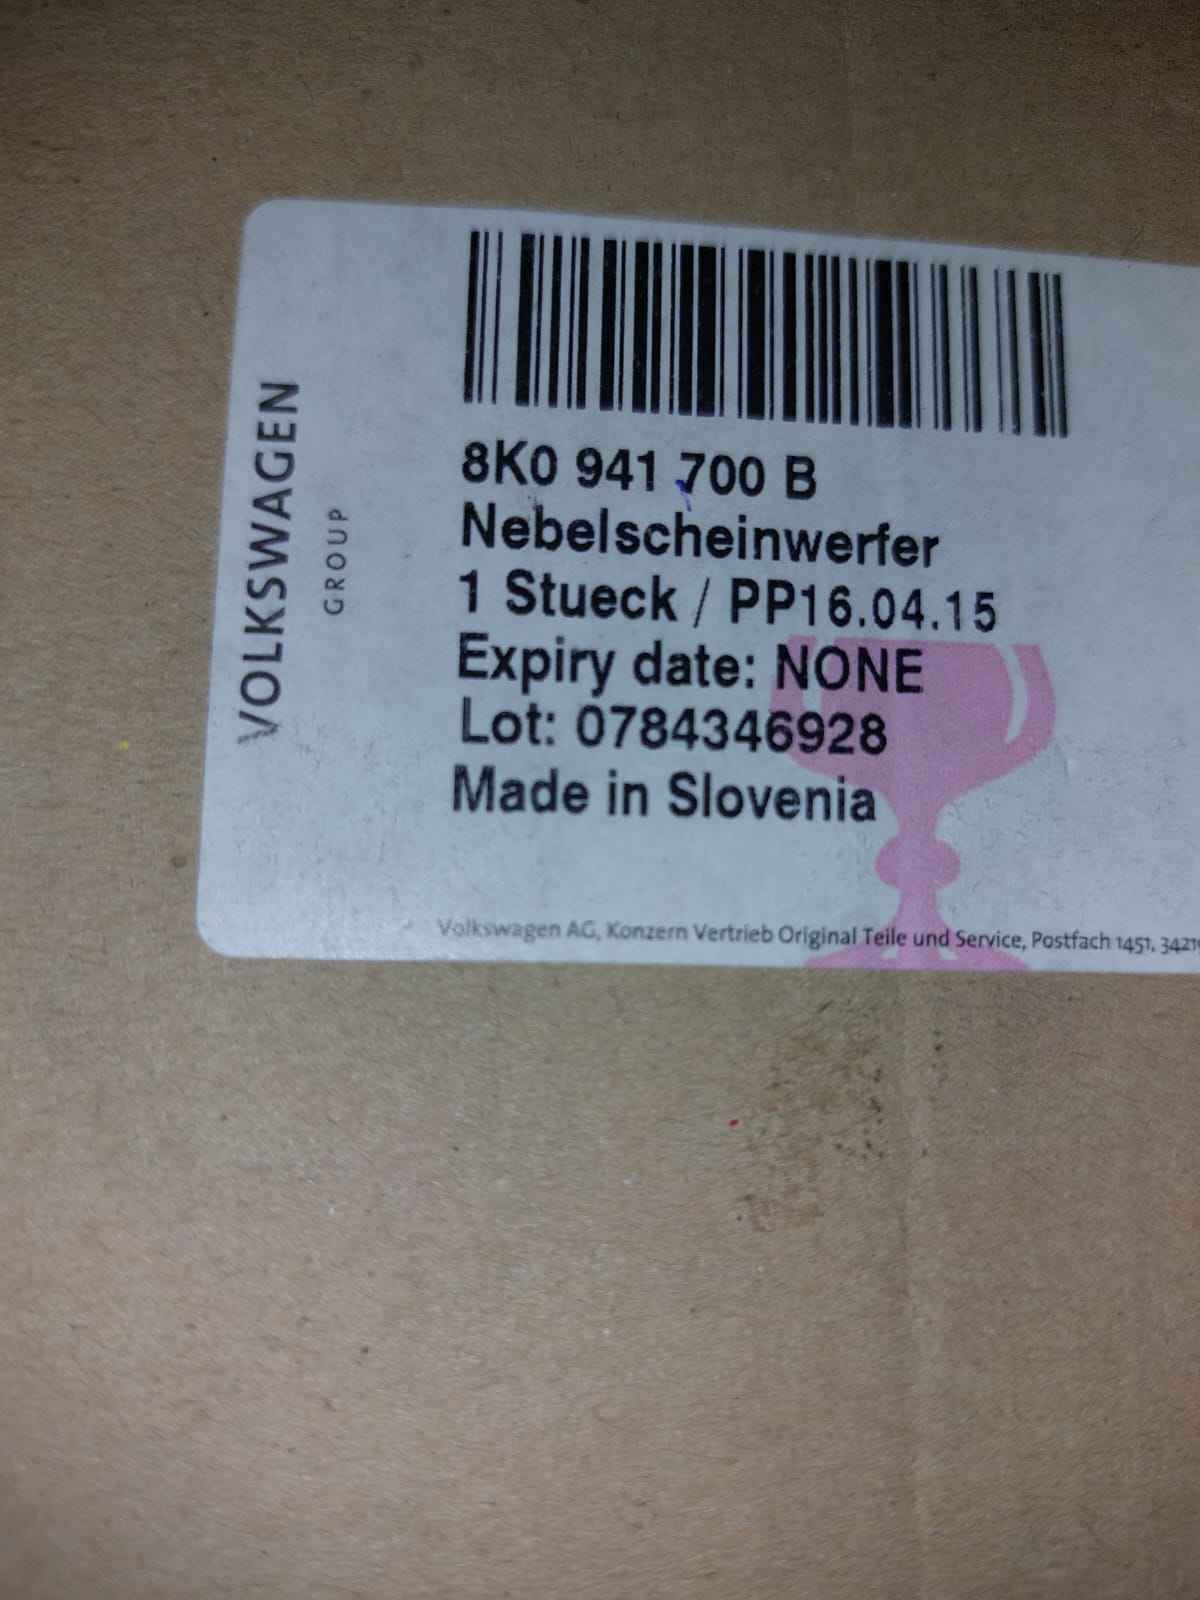 VOLKSWAGEN
GROUP
8K0 941 700 B
Nebelscheinwerfer
1 Stueck / PP16.04.15
Expiry date: NONE
Lot: 0784346928
Made in Slovenia
Volkswagen AG, Konzern Vertrieb Original Teile und Service, Postfach 1451, 3421